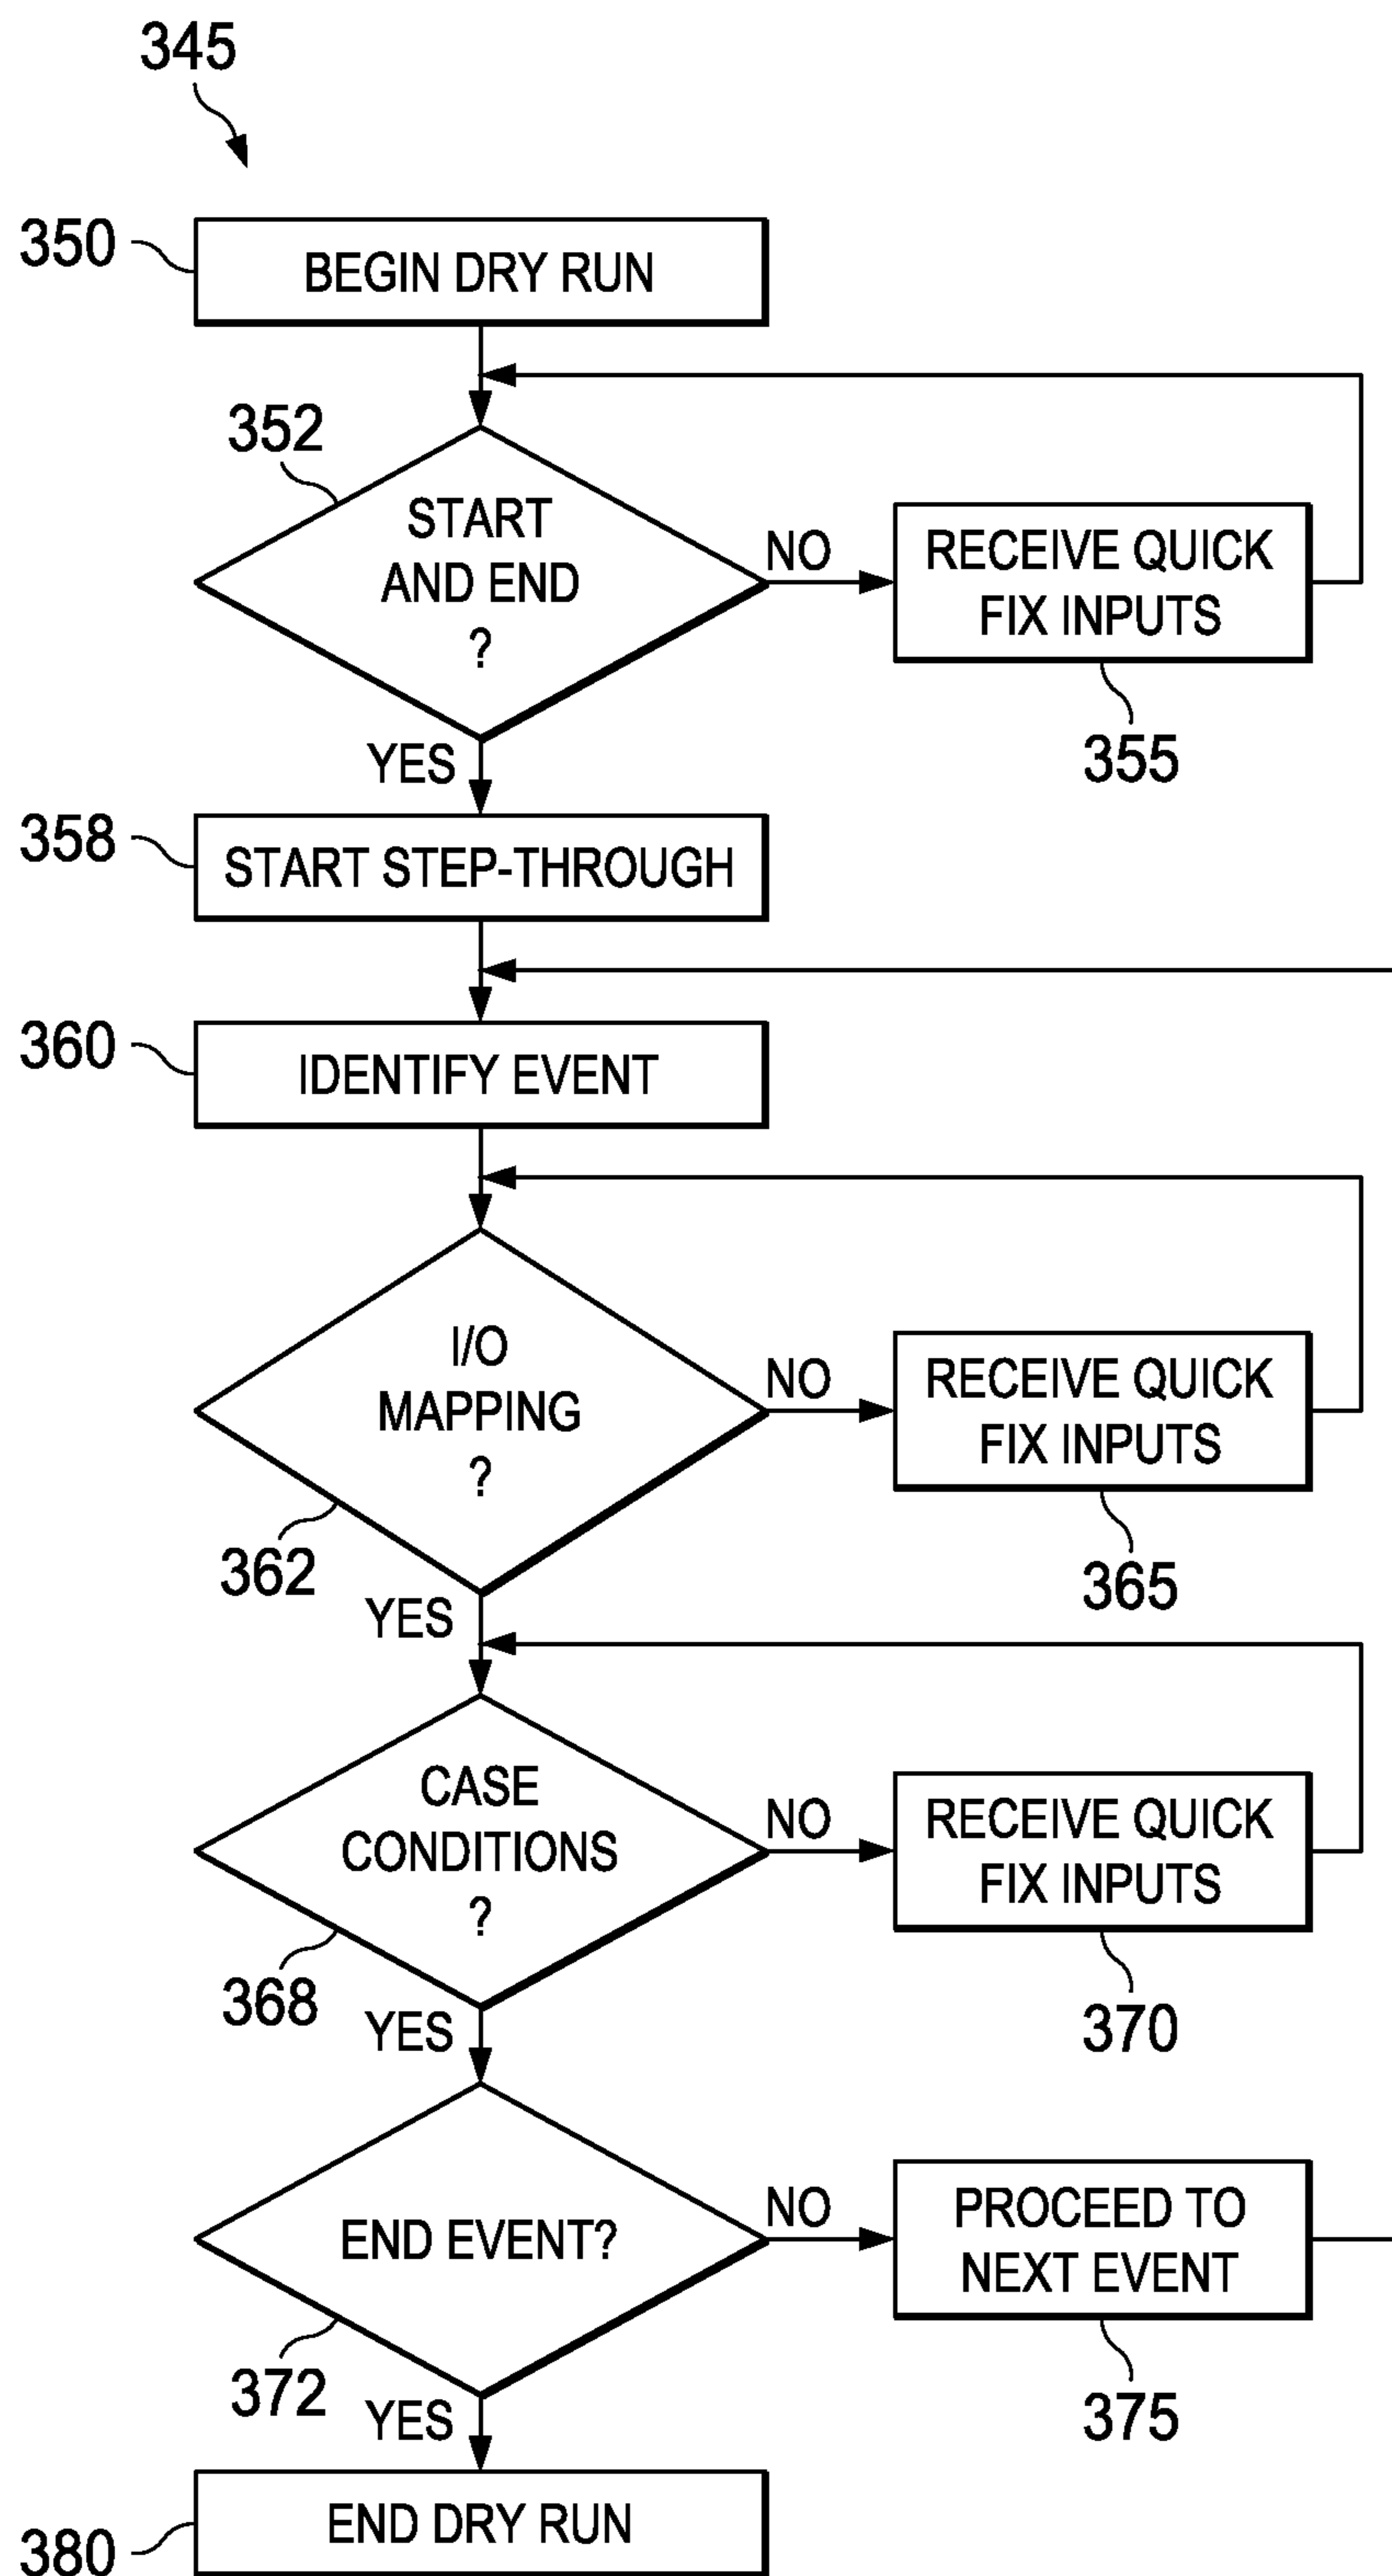 345
350
BEGIN DRY RUN
352
START
AND END
?
NO
RECEIVE QUICK
FIX INPUTS
355
YES
358
START STEP-THROUGH
360
IDENTIFY EVENT
I/O
MAPPING
?
NO
RECEIVE QUICK
FIX INPUTS
362
365
YES
CASE
CONDITIONS
?
NO
RECEIVE QUICK
FIX INPUTS
368
370
YES
END EVENT?
NO
PROCEED TO
NEXT EVENT
372
375
YES
END DRY RUN
380